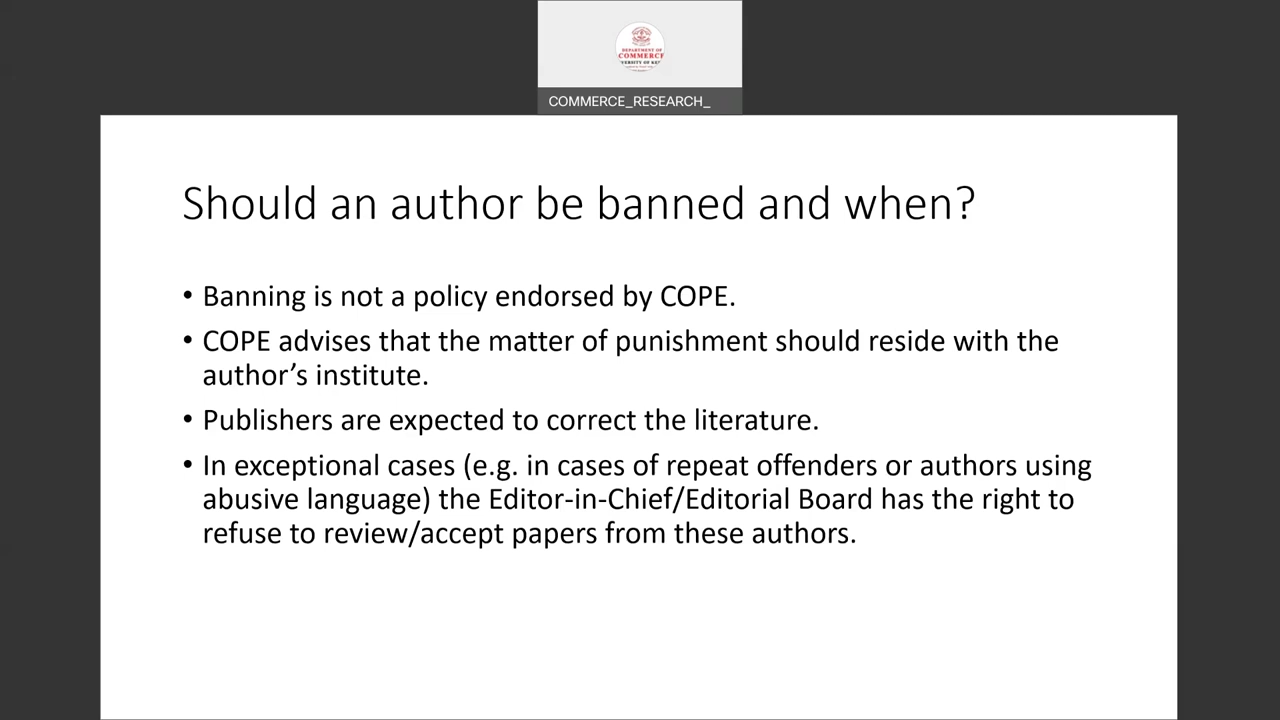 DEPARTMENT OF
COMMERCE
COMMERCE_RESEARCH_
Should an author be banned and when?
• Banning is not a policy endorsed by COPE.
• COPE advises that the matter of punishment should reside with the
author’s institute.
• Publishers are expected to correct the literature.
• In exceptional cases (e.g. in cases of repeat offenders or authors using
abusive language) the Editor-in-Chief/Editorial Board has the right to
refuse to review/accept papers from these authors.